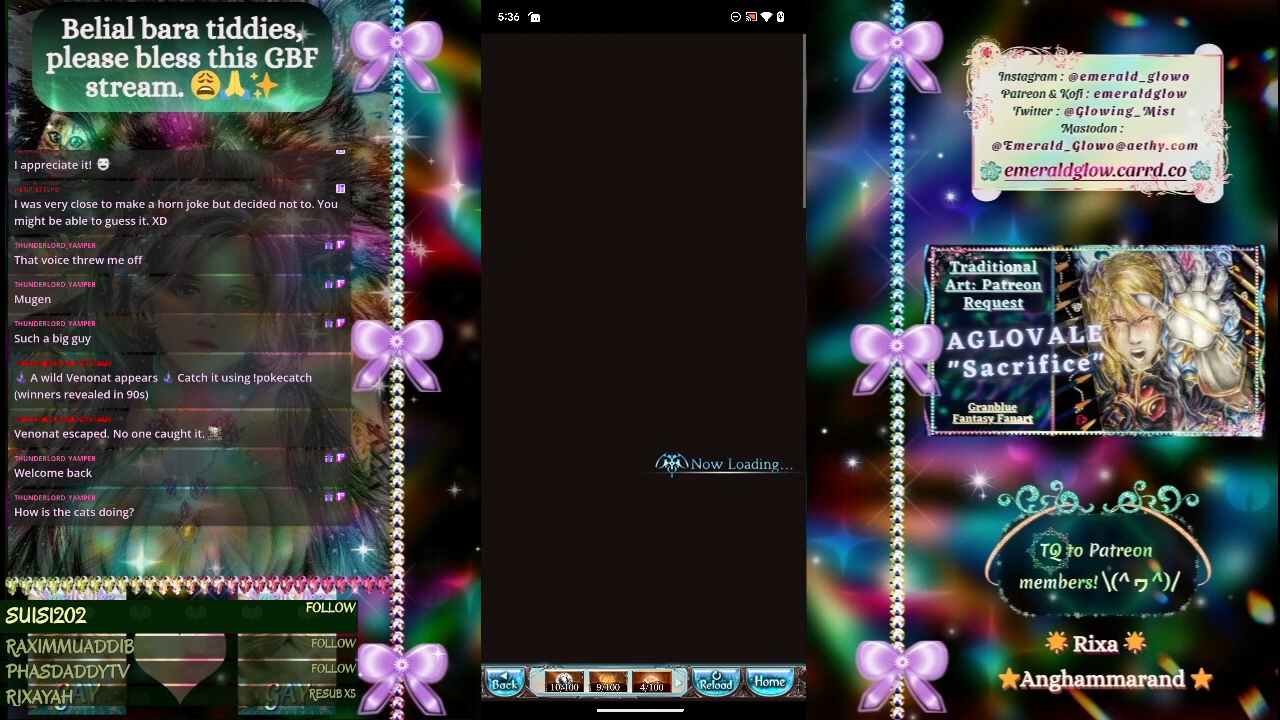 Belial bara tiddies,
please bless this GBF
stream. 😩🙏✨
I appreciate it!
I was very close to make a horn joke but decided not to. You
might be able to guess it. XD
THUNDERLORD_YAMPER
That voice threw me off
THUNDERLORD_YAMPER
Mugen
THUNDERLORD_YAMPER
Such a big guy
A wild Venonat appears Catch it using !pokecatch
(winners revealed in 90s)
Venonat escaped. No one caught it.
THUNDERLORD_YAMPER
Welcome back
THUNDERLORD_YAMPER
How is the cats doing?
SUISI202 FOLLOW
RAXIMMUADDIB FOLLOW
PHASDADDYTV FOLLOW
RIXAYAH RESUB X5
5:36
Now Loading...
Back
10/100
9/100
4/100
Reload
Home
Instagram : @emerald_glowo
Patreon & Kofi : emeraldglow
Twitter : @Glowing_Mist
Mastodon :
@Emerald_Glowo@aethy.com
emeraldglow.carrd.co
Traditional
Art: Patreon
Request
AGLOVALE
"Sacrifice"
Granblue
Fantasy Fanart
TQ to Patreon
members! \(^ヮ^)/
Rixa
Anghammarand